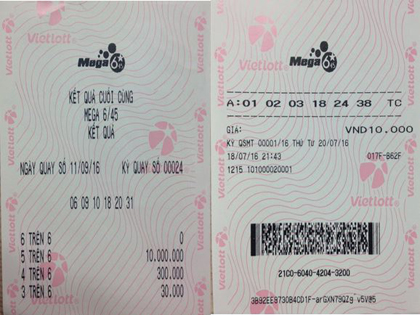 Vietlott
Mega 6/45
KẾT QUẢ CUỐI CÙNG
MEGA 6/45
KẾT QUẢ
NGÀY QUAY SỐ 11/09/16 KỲ QUAY SỐ 00024
06 09 10 18 20 31
6 TRÊN 6 0
5 TRÊN 6 10.000.000
4 TRÊN 6 300.000
3 TRÊN 6 30.000
Vietlott
Mega 6/45
A:01 02 03 18 24 38 TC
GIÁ: VND10.000
KỲ QSMT 00001/16 THỨ TƯ 20/07/16
18/07/16 21:43 017F-862F
1215 101000020001
21C0-6040-4204-3200